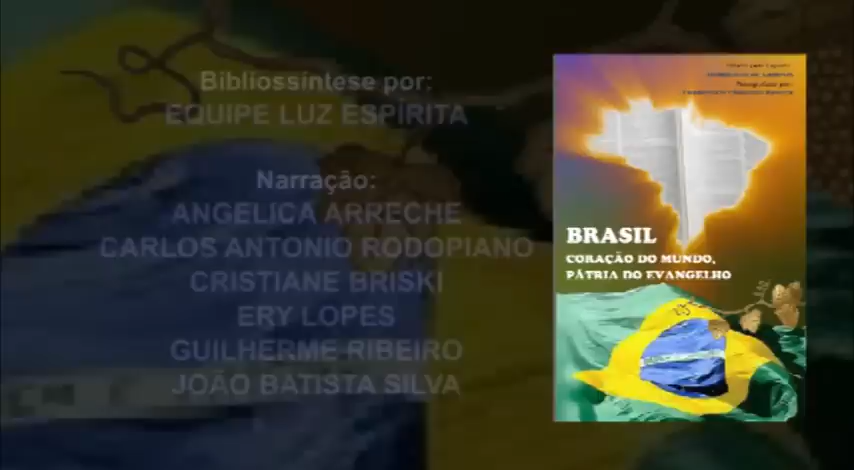 Bibliossíntese por:
EQUIPE LUZ ESPÍRITA
Narração:
ANGELICA ARRECHE
CARLOS ANTONIO RODOPIANO
CRISTIANE BRISKI
ERY LOPES
GUILHERME RIBEIRO
JOÃO BATISTA SILVA
BRASIL
CORAÇÃO DO MUNDO,
PÁTRIA DO EVANGELHO